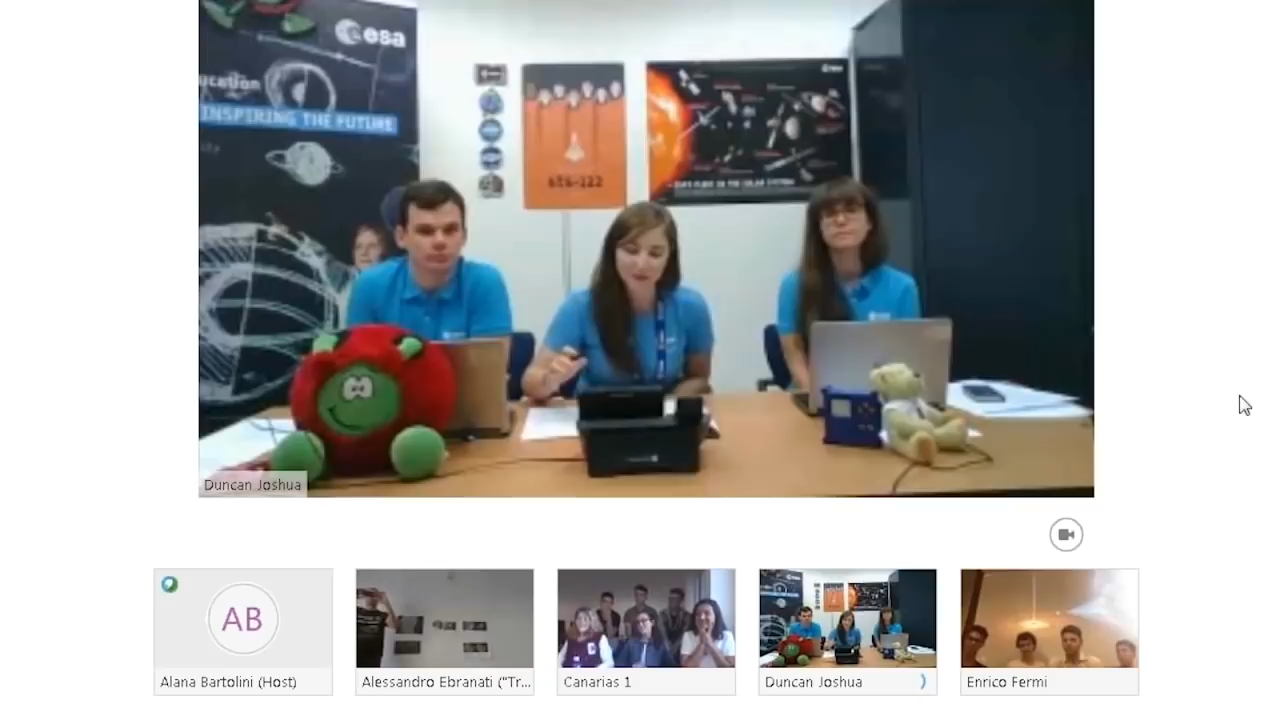 esa
ucation
INSPIRING THE FUTURE
STS-122
Duncan Joshua
AB
Alana Bartolini (Host)
Alessandro Ebranati ("Tr...
Canarias 1
Duncan Joshua
Enrico Fermi